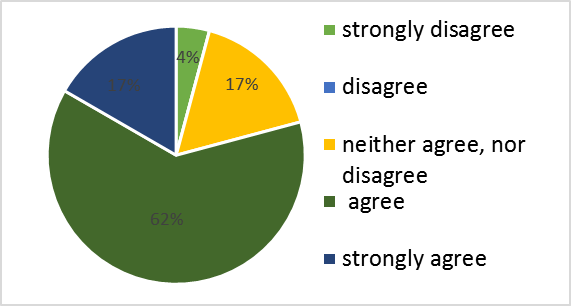 4%
17%
62%
17%
strongly disagree
disagree
neither agree, nor
disagree
agree
strongly agree